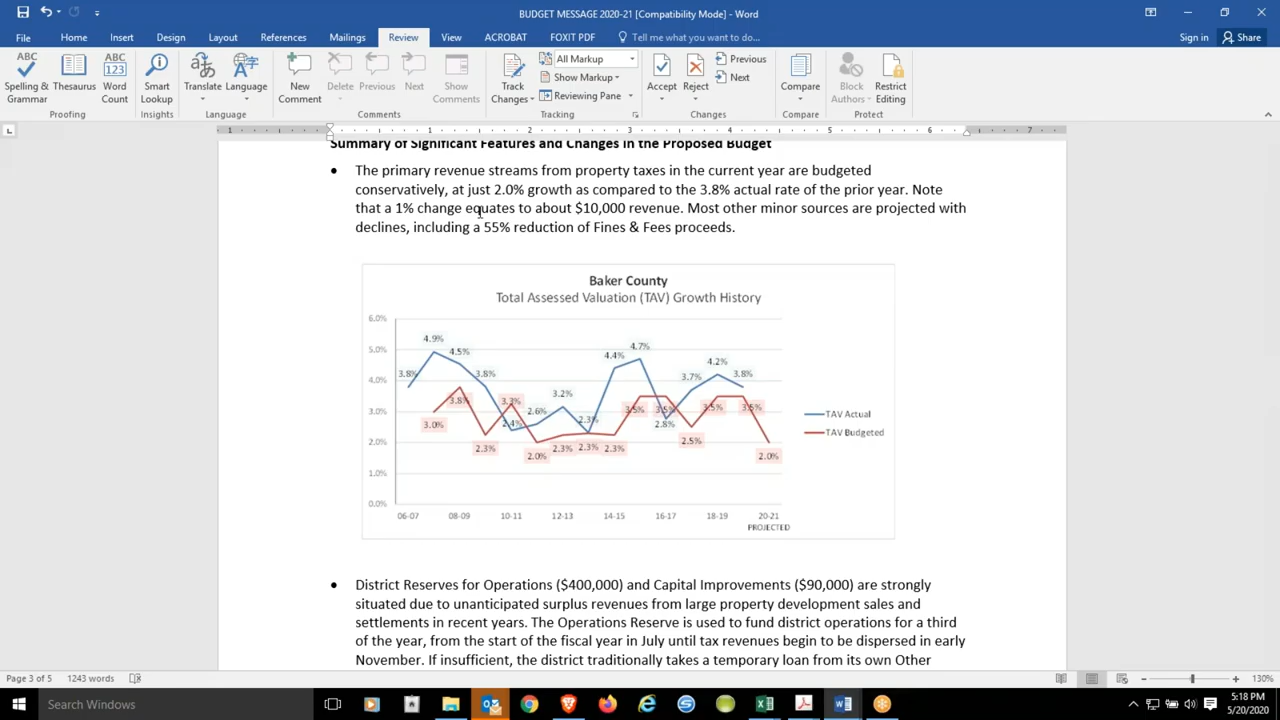 BUDGET MESSAGE 2020-21 [Compatibility Mode] - Word
File Home Insert Design Layout References Mailings Review View ACROBAT FOXIT PDF Tell me what you want to do... Sign in Share
ABC Spelling & Grammar
Thesaurus
ABC 123 Word Count
Smart Lookup
Translate
Language
New Comment
Delete
Previous
Next
Show Comments
Track Changes
All Markup
Show Markup
Reviewing Pane
Accept
Reject
Previous
Next
Compare
Block Authors
Restrict Editing
Proofing Insights Language Comments Tracking Changes Compare Protect
1 1 2 3 4 5 6 7
Summary of Significant Features and Changes in the Proposed Budget
• The primary revenue streams from property taxes in the current year are budgeted
conservatively, at just 2.0% growth as compared to the 3.8% actual rate of the prior year. Note
that a 1% change equates to about $10,000 revenue. Most other minor sources are projected with
declines, including a 55% reduction of Fines & Fees proceeds.
Baker County
Total Assessed Valuation (TAV) Growth History
6.0%
5.0%
4.0%
3.0%
2.0%
1.0%
0.0%
3.8% 4.9% 4.5% 3.8% 2.4% 2.6% 3.2% 2.3% 4.4% 4.7% 2.8% 3.7% 4.2% 3.8%
3.0% 3.8% 2.3% 3.3% 2.0% 2.3% 2.3% 2.3% 3.5% 3.5% 2.5% 3.5% 3.5% 2.0%
TAV Actual
TAV Budgeted
06-07 08-09 10-11 12-13 14-15 16-17 18-19 20-21
PROJECTED
• District Reserves for Operations ($400,000) and Capital Improvements ($90,000) are strongly
situated due to unanticipated surplus revenues from large property development sales and
settlements in recent years. The Operations Reserve is used to fund district operations for a third
of the year, from the start of the fiscal year in July until tax revenues begin to be dispersed in early
November. If insufficient, the district traditionally takes a temporary loan from its own Other
Page 3 of 5 1243 words 130%
Search Windows
5:18 PM
5/20/2020